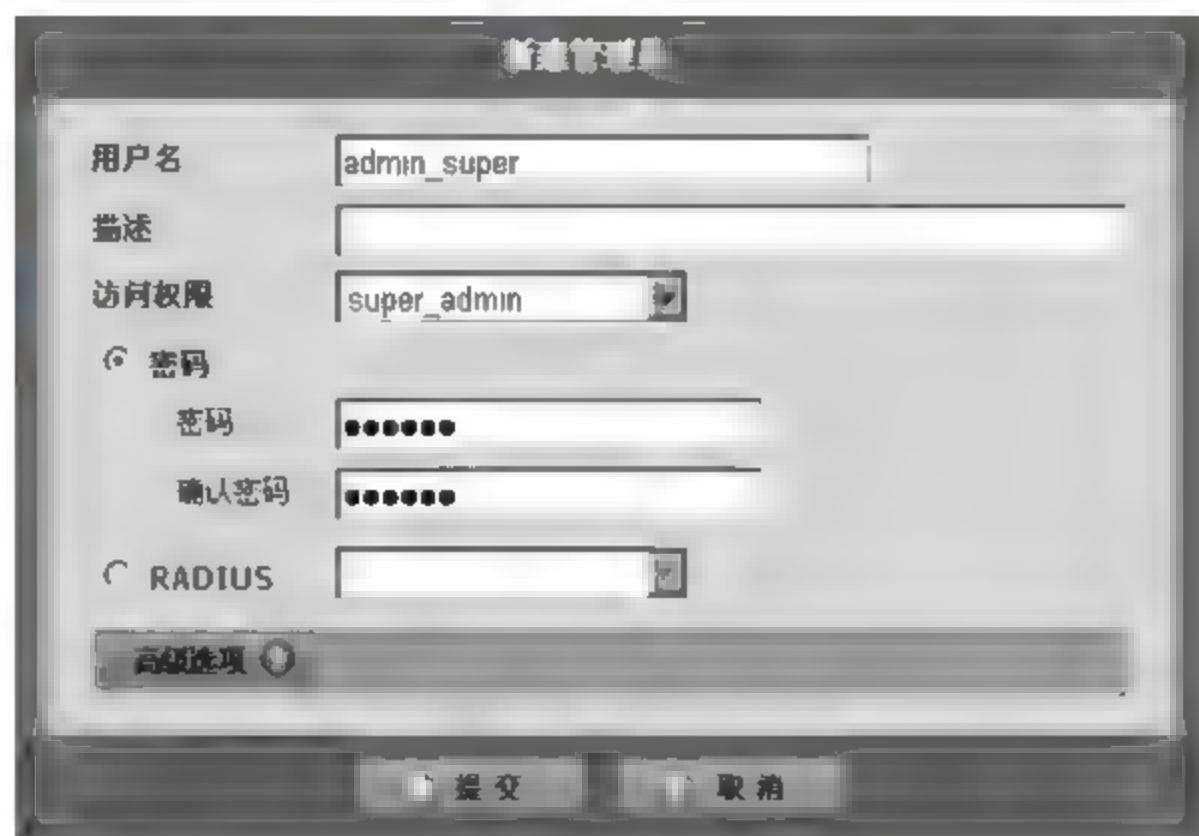 新建管理员
用户名 admin_super
描述
访问权限 super_admin
密码
密码 ●●●●●●
确认密码 ●●●●●●
RADIUS
高级选项
提交 取消